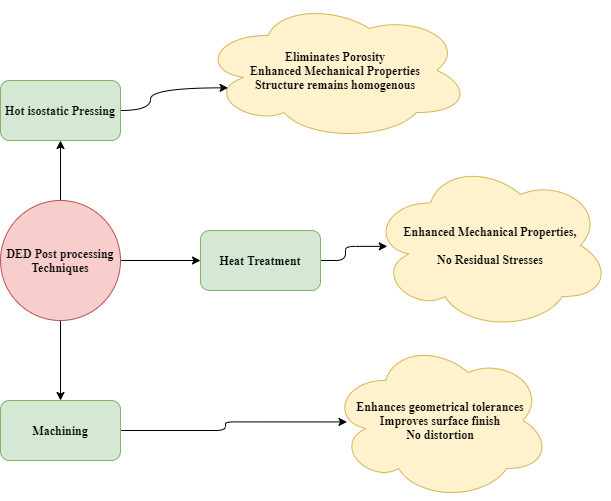 Eliminates Porosity
Enhanced Mechanical Properties
Structure remains homogenous
Hot isostatic Pressing
DED Post processing
Techniques
Heat Treatment
Enhanced Mechanical Properties,
No Residual Stresses
Machining
Enhances geometrical tolerances
Improves surface finish
No distortion